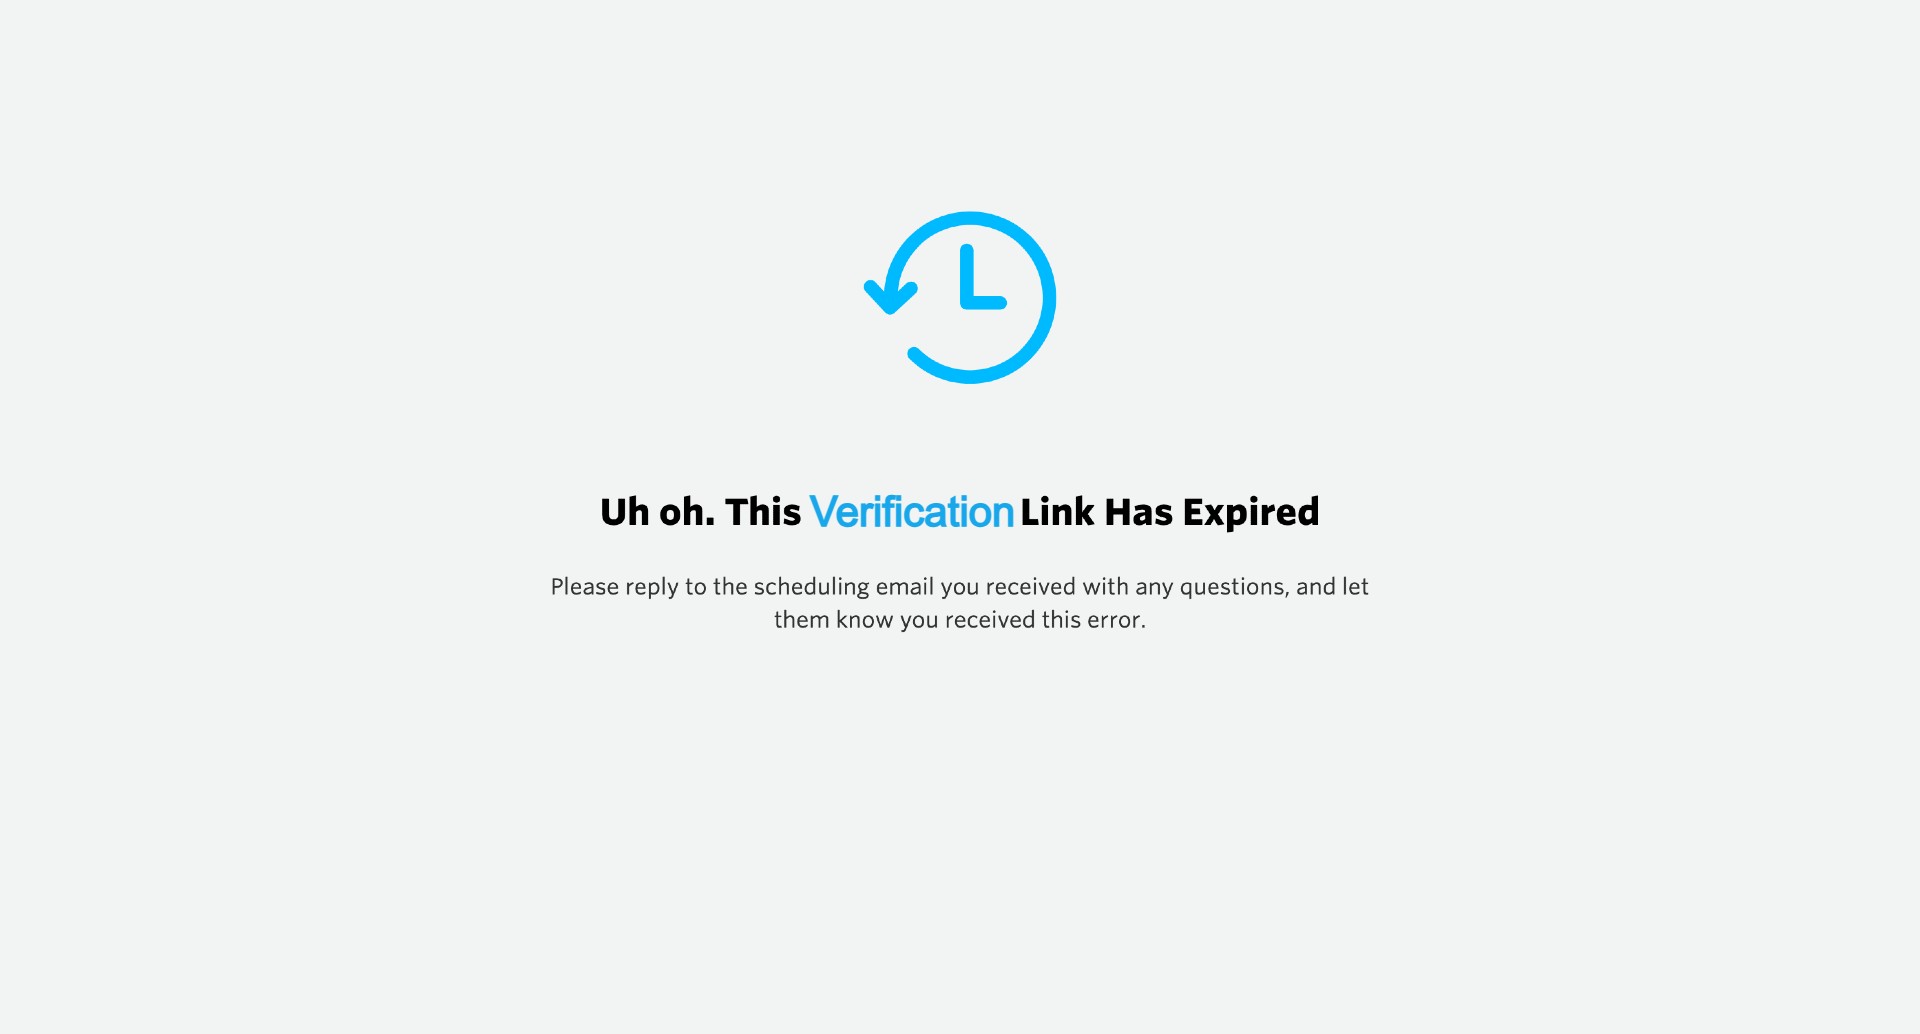 Uh oh. This Verification Link Has Expired
Please reply to the scheduling email you received with any questions, and let
them know you received this error.